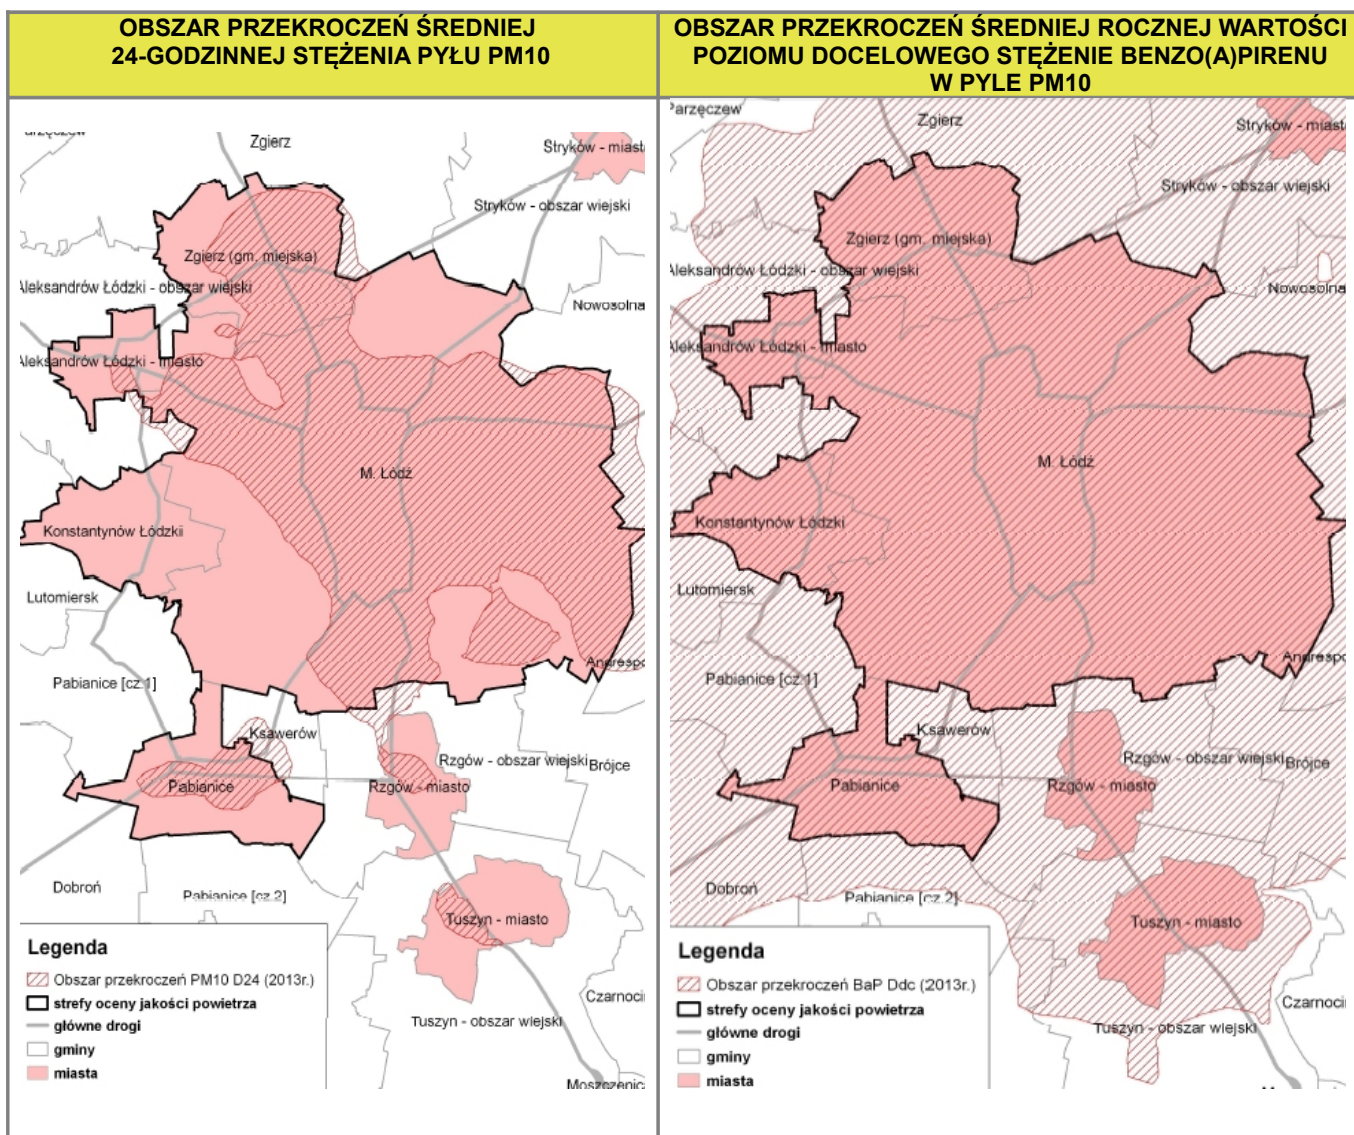 OBSZAR PRZEKROCZEŃ ŚREDNIEJ
24-GODZINNEJ STĘŻENIA PYŁU PM10
OBSZAR PRZEKROCZEŃ ŚREDNIEJ ROCZNEJ WARTOŚCI
POZIOMU DOCELOWEGO STĘŻENIE BENZO(A)PIRENU
W PYLE PM10
Zgierz
Stryków - miast
Stryków - obszar wiejski
Zgierz (gm. miejska)
Aleksandrów Łódzki - obszar wiejski
Nowosolna
Aleksandrów Łódzki - miasto
M. Łódź
Konstantynów Łódzki
Lutomiersk
Andrespo
Pabianice [cz.1]
Ksawerów
Rzgów - obszar wiejski
Brójce
Pabianice
Rzgów - miasto
Dobroń
Pabianice [cz.2]
Tuszyn - miasto
Czarnoci
Tuszyn - obszar wiejski
Moszczenic
Legenda
Obszar przekroczeń PM10 D24 (2013r.)
strefy oceny jakości powietrza
główne drogi
gminy
miasta
Parzęczew
Zgierz
Stryków - miast
Stryków - obszar wiejski
Zgierz (gm. miejska)
Aleksandrów Łódzki - obszar wiejski
Nowosolna
Aleksandrów Łódzki - miasto
M. Łódź
Konstantynów Łódzki
Lutomiersk
Andrespo
Pabianice [cz.1]
Ksawerów
Rzgów - obszar wiejski
Brójce
Pabianice
Rzgów - miasto
Dobroń
Pabianice [cz.2]
Tuszyn - miasto
Czarnocin
Tuszyn - obszar wiejski
Legenda
Obszar przekroczeń BaP Ddc (2013r.)
strefy oceny jakości powietrza
główne drogi
gminy
miasta